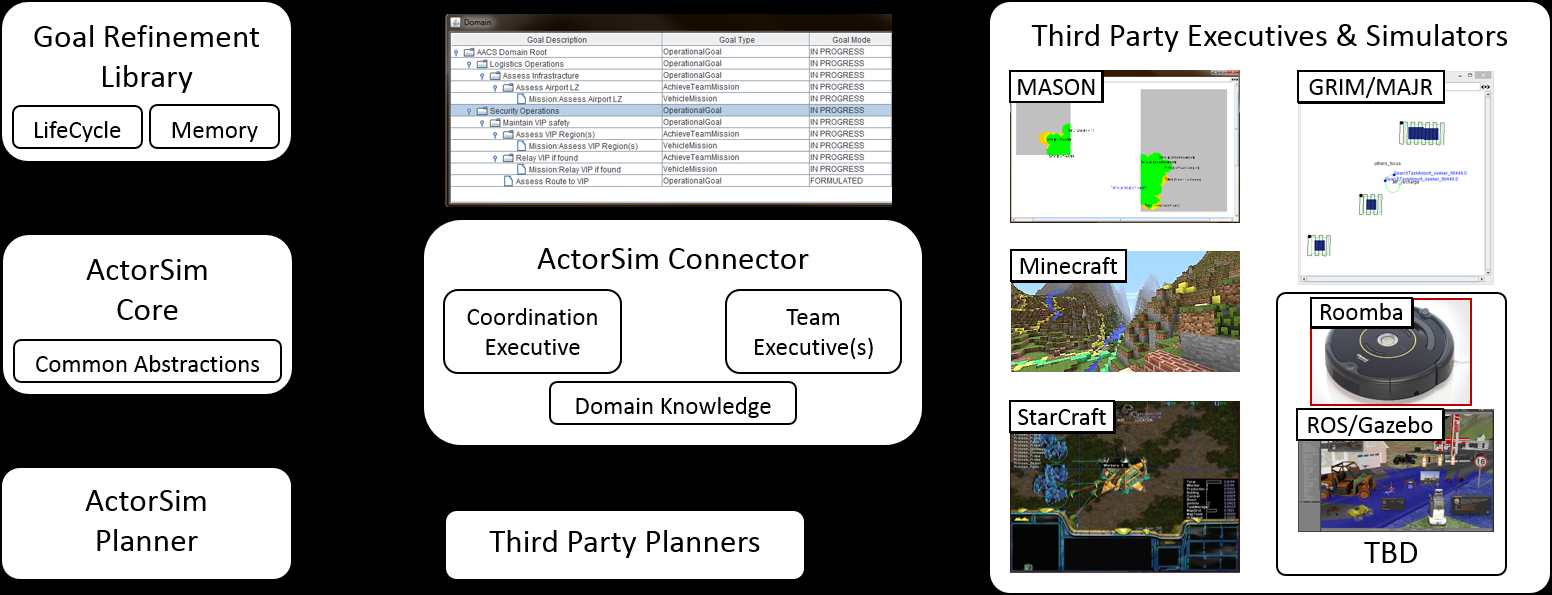 Goal Refinement
Library
LifeCycle
Memory
ActorSim
Core
Common Abstractions
ActorSim
Planner
Domain
Goal Description Goal Type Goal Mode
AACS Domain Root OperationalGoal IN PROGRESS
Logistics Operations OperationalGoal IN PROGRESS
Assess Infrastructure OperationalGoal IN PROGRESS
Assess Airport LZ AchieveTeamMission IN PROGRESS
Mission:Assess Airport LZ VehicleMission IN PROGRESS
Security Operations OperationalGoal IN PROGRESS
Maintain VIP safety OperationalGoal IN PROGRESS
Assess VIP Region(s) AchieveTeamMission IN PROGRESS
Mission:Assess VIP Region(s) VehicleMission IN PROGRESS
Relay VIP if found AchieveTeamMission IN PROGRESS
Mission:Relay VIP if found VehicleMission IN PROGRESS
Assess Route to VIP OperationalGoal FORMULATED
ActorSim Connector
Coordination
Executive
Team
Executive(s)
Domain Knowledge
Third Party Planners
Third Party Executives & Simulators
MASON
GRIM/MAJR
Minecraft
Roomba
StarCraft
ROS/Gazebo
TBD